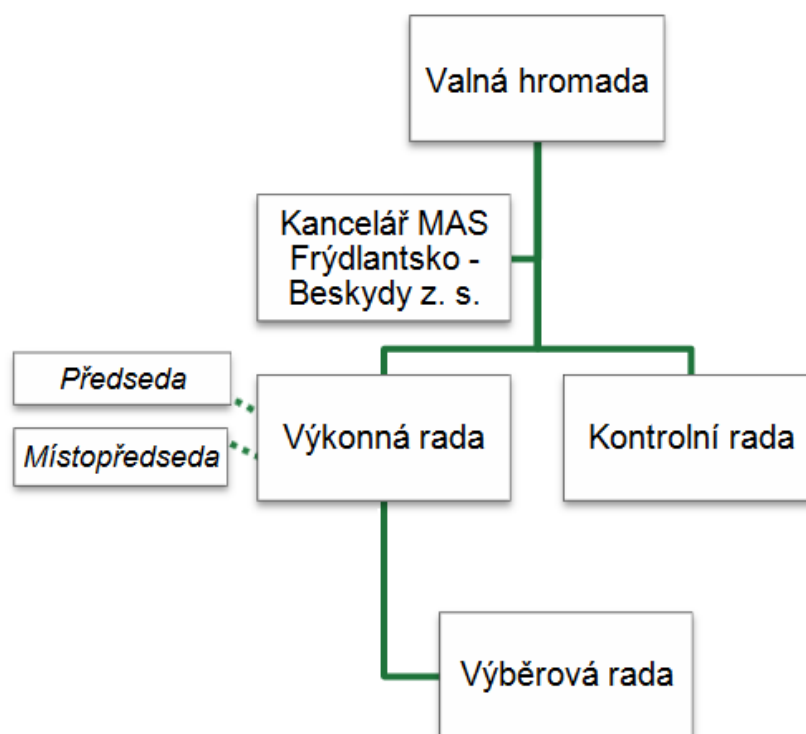 Valná hromada
Kancelář MAS
Frýdlantsko -
Beskydy z. s.
Předseda
Místopředseda
Výkonná rada
Kontrolní rada
Výběrová rada